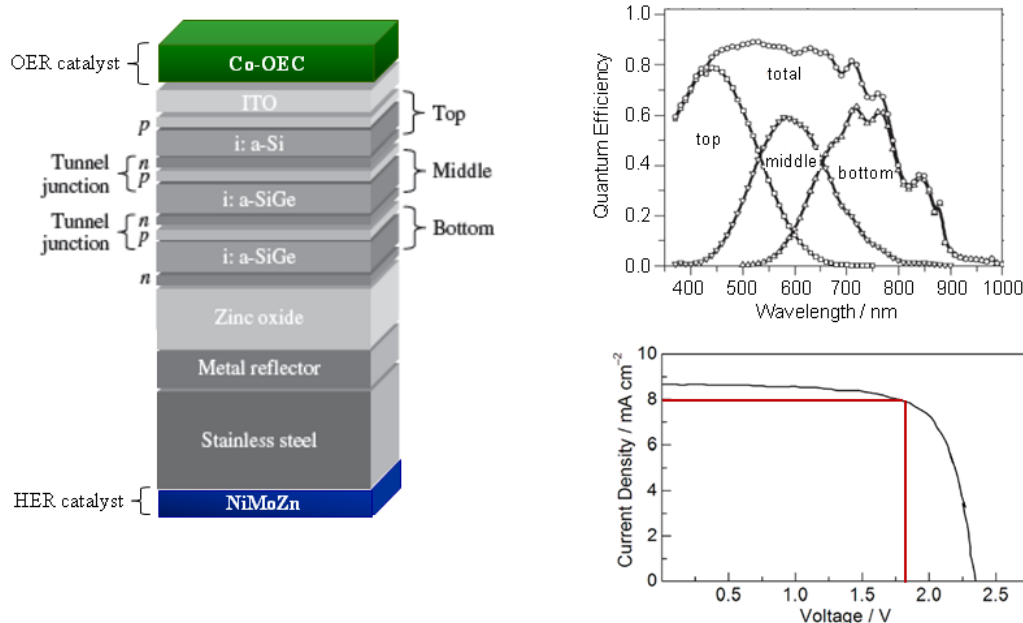 OER catalyst
Co-OEC
ITO
p
i: a-Si
Top
Tunnel
junction
n
p
i: a-SiGe
Middle
Tunnel
junction
n
p
i: a-SiGe
Bottom
n
Zinc oxide
Metal reflector
Stainless steel
HER catalyst
NiMoZn
Quantum Efficiency
1.0
0.8
0.6
0.4
0.2
0.0
total
top
middle
bottom
400 500 600 700 800 900 1000
Wavelength / nm
Current Density / mA cm⁻²
10
8
6
4
2
0
0.5 1.0 1.5 2.0 2.5
Voltage / V